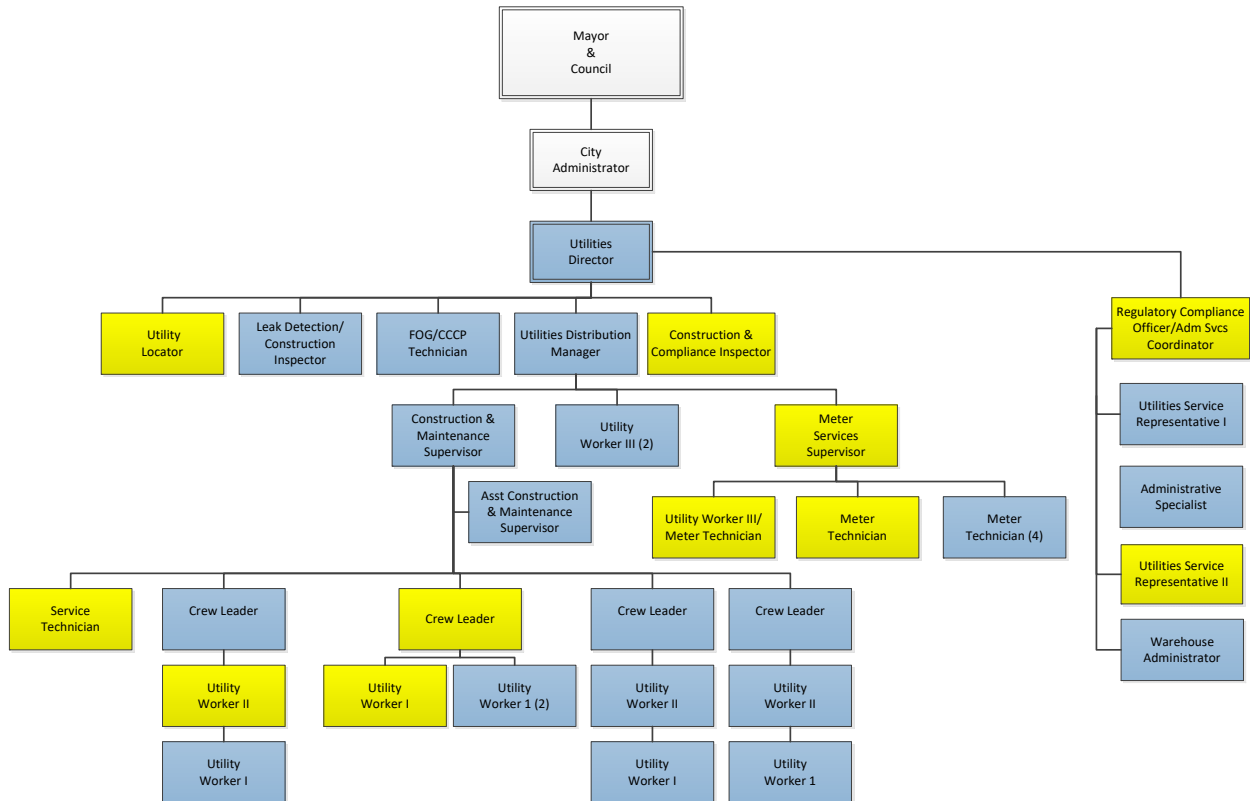 Mayor
&
Council
City
Administrator
Utilities
Director
Utility
Locator
Leak Detection/
Construction
Inspector
FOG/CCCP
Technician
Utilities Distribution
Manager
Construction &
Compliance Inspector
Regulatory Compliance
Officer/Adm Svcs
Coordinator
Construction &
Maintenance
Supervisor
Utility
Worker III (2)
Meter
Services
Supervisor
Utilities Service
Representative I
Asst Construction
& Maintenance
Supervisor
Utility Worker III/
Meter Technician
Meter
Technician
Meter
Technician (4)
Administrative
Specialist
Utilities Service
Representative II
Warehouse
Administrator
Service
Technician
Crew Leader
Crew Leader
Crew Leader
Crew Leader
Utility
Worker II
Utility
Worker I
Utility
Worker 1 (2)
Utility
Worker II
Utility
Worker II
Utility
Worker I
Utility
Worker I
Utility
Worker 1